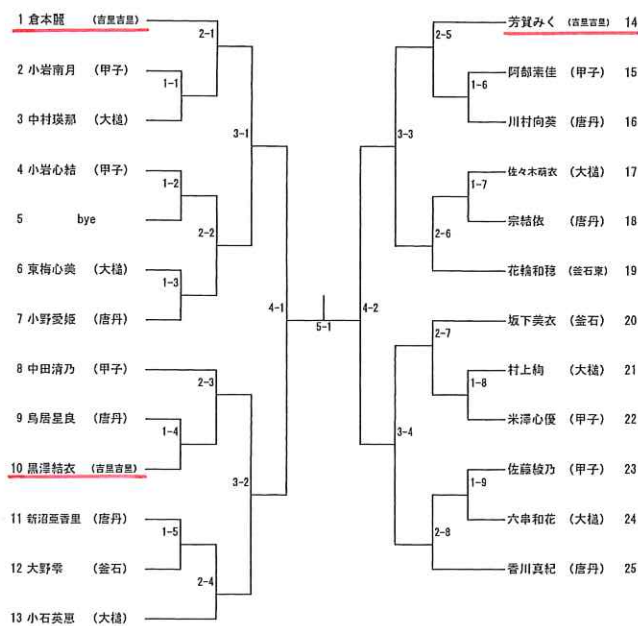 1 倉本麗 (吉里吉里)
2 小岩南月 (甲子)
3 中村瑛那 (大槌)
4 小岩心結 (甲子)
5 bye
6 東梅心美 (大槌)
7 小野愛姫 (唐丹)
8 中田清乃 (甲子)
9 鳥居星良 (唐丹)
10 黒澤結衣 (吉里吉里)
11 新沼亜香里 (唐丹)
12 大野雫 (釜石)
13 小石英恵 (大槌)
2-1
1-1
3-1
1-2
2-2
1-3
4-1
2-3
1-4
3-2
1-5
2-4
5-1
芳賀みく (吉里吉里) 14
阿部素佳 (甲子) 15
川村向葵 (唐丹) 16
佐々木萌衣 (大槌) 17
宗結依 (唐丹) 18
花輪和穂 (釜石東) 19
坂下美衣 (釜石) 20
村上絢 (大槌) 21
米澤心優 (甲子) 22
佐藤綾乃 (甲子) 23
六串和花 (大槌) 24
香川真紀 (唐丹) 25
2-5
1-6
3-3
1-7
2-6
4-2
2-7
1-8
3-4
1-9
2-8